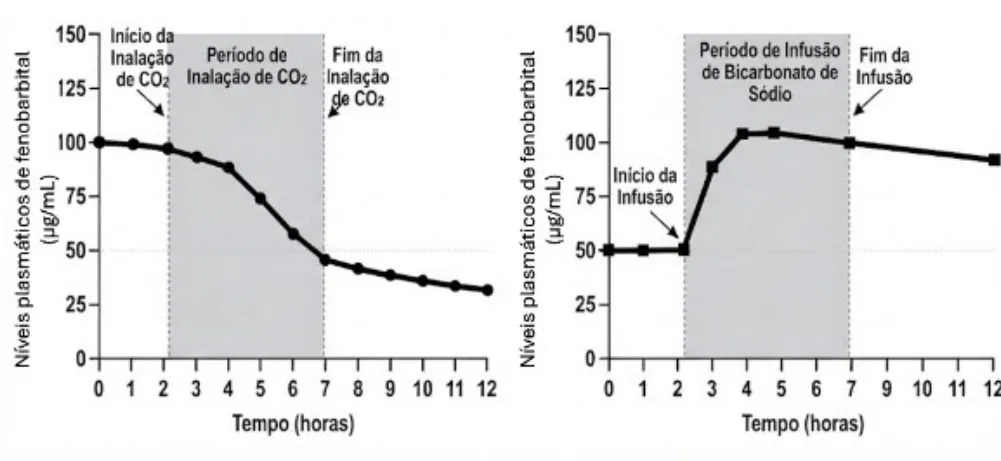 Níveis plasmáticos de fenobarbital
(µg/mL)
150
125
100
75
50
25
0
Início da
Inalação
de CO₂
Período de
Inalação de CO₂
Fim da
Inalação
de CO₂
0 1 2 3 4 5 6 7 8 9 10 11 12
Tempo (horas)
Níveis plasmáticos de fenobarbital
(µg/mL)
150
125
100
75
50
25
0
Início da
Infusão
Período de Infusão
de Bicarbonato de
Sódio
Fim da
Infusão
0 1 2 3 4 5 6 7 8 9 10 11 12
Tempo (horas)